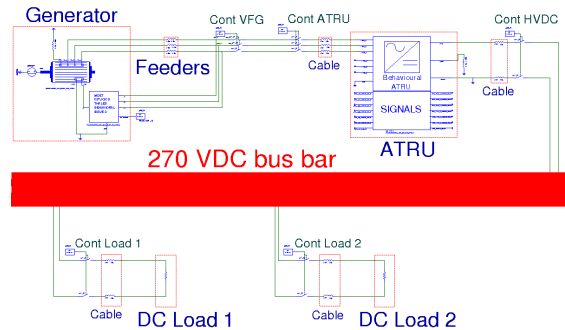 Generator
Cont VFG
Cont ATRU
Cont HVDC
Feeders
Cable
Behavioural
ATRU
SIGNALS
Cable
ATRU
270 VDC bus bar
Cont Load 1
Cont Load 2
Cable
DC Load 1
Cable
DC Load 2